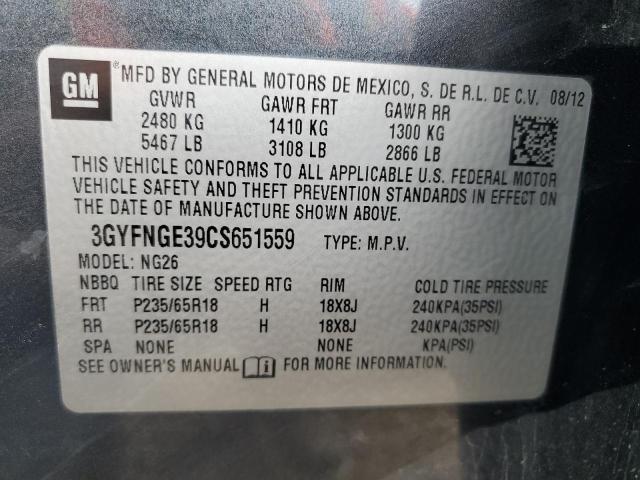 GM MFD BY GENERAL MOTORS DE MEXICO, S. DE R.L. DE C.V. 08/12
GVWR GAWR FRT GAWR RR
2480 KG 1410 KG 1300 KG
5467 LB 3108 LB 2866 LB
THIS VEHICLE CONFORMS TO ALL APPLICABLE U.S. FEDERAL MOTOR
VEHICLE SAFETY AND THEFT PREVENTION STANDARDS IN EFFECT ON
THE DATE OF MANUFACTURE SHOWN ABOVE.
3GYFNGE39CS651559 TYPE: M.P.V.
MODEL: NG26
NBBQ TIRE SIZE SPEED RTG RIM COLD TIRE PRESSURE
FRT P235/65R18 H 18X8J 240KPA(35PSI)
RR P235/65R18 H 18X8J 240KPA(35PSI)
SPA NONE NONE KPA(PSI)
SEE OWNER'S MANUAL FOR MORE INFORMATION.